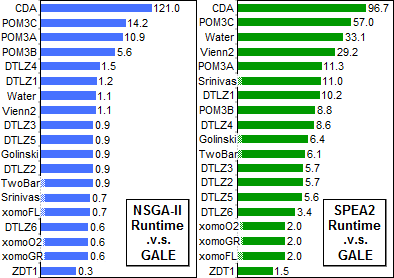 CDA 121.0
POM3C 14.2
POM3A 10.9
POM3B 5.6
DTLZ4 1.5
DTLZ1 1.2
Water 1.1
Vienn2 1.1
DTLZ3 0.9
DTLZ5 0.9
Golinski 0.9
DTLZ2 0.9
TwoBar 0.9
Srinivas 0.7
xomoFL 0.7
DTLZ6 0.6
xomoO2 0.6
xomoGR 0.6
ZDT1 0.3
NSGA-II
Runtime
.v.s.
GALE
CDA 96.7
POM3C 57.0
Water 33.1
Vienn2 29.2
POM3A 11.3
Srinivas 11.0
DTLZ1 10.2
POM3B 8.8
DTLZ4 8.6
Golinski 6.4
TwoBar 6.1
DTLZ3 5.7
DTLZ2 5.7
DTLZ5 5.6
DTLZ6 3.4
xomoO2 2.0
xomoGR 2.0
xomoFL 2.0
ZDT1 1.5
SPEA2
Runtime
.v.s.
GALE